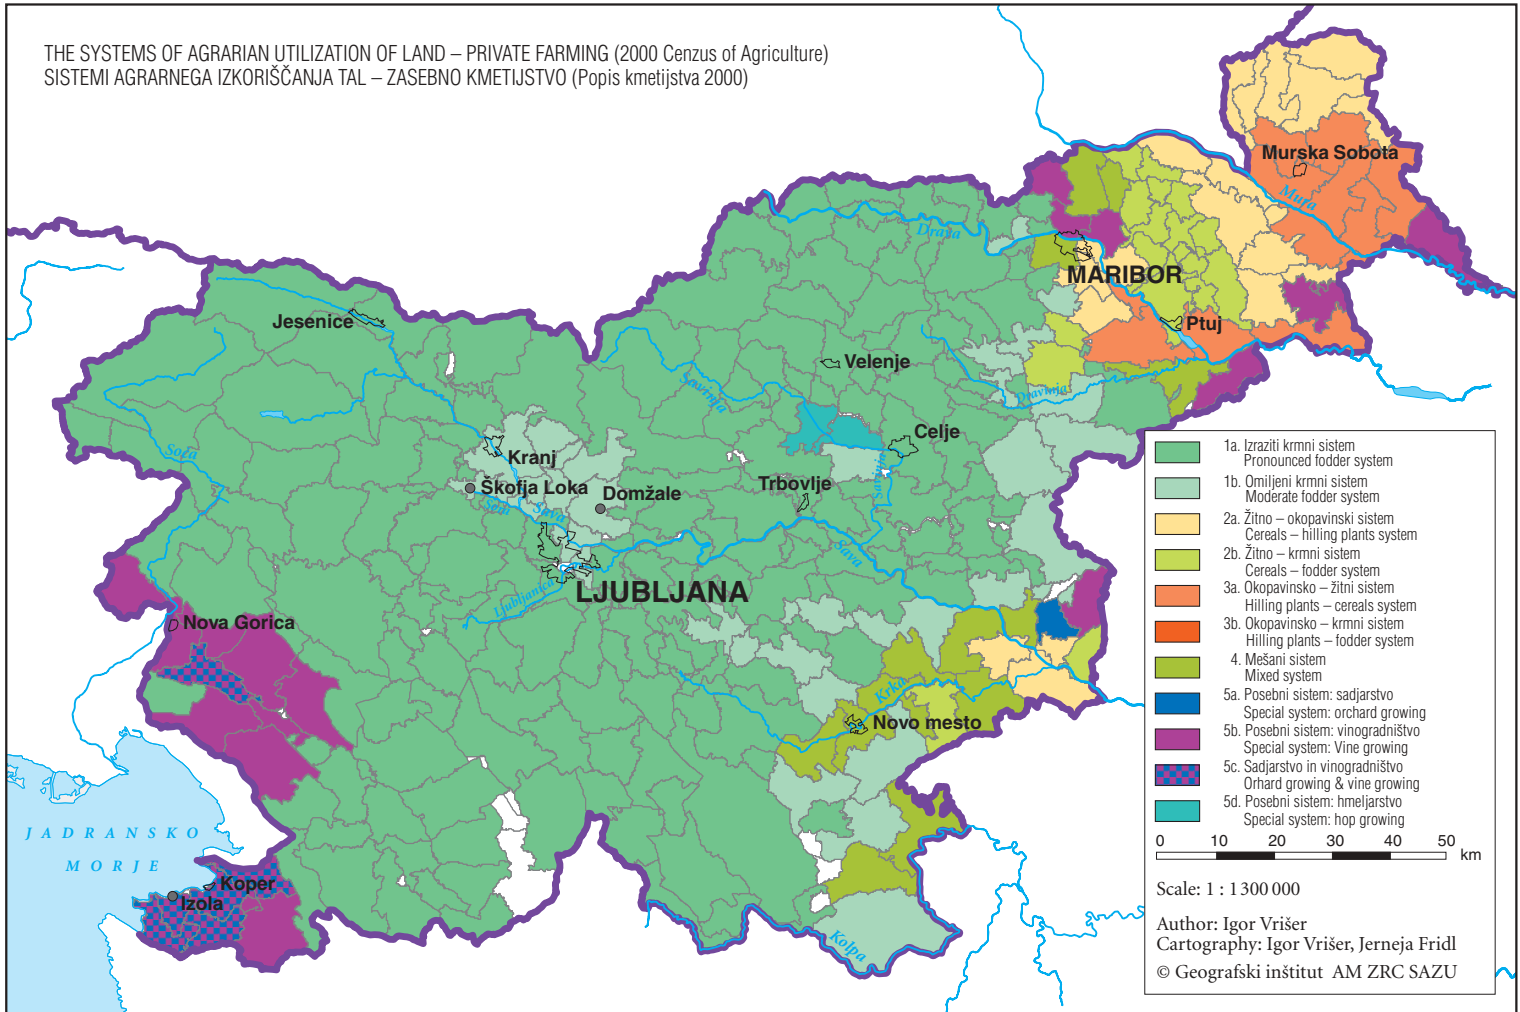 THE SYSTEMS OF AGRARIAN UTILIZATION OF LAND – PRIVATE FARMING (2000 Cenzus of Agriculture)
SISTEMI AGRARNEGA IZKORIŠČANJA TAL – ZASEBNO KMETIJSTVO (Popis kmetijstva 2000)
Murska Sobota
Mura
Drava
MARIBOR
Jesenice
Ptuj
Velenje
Savinja
Dravinja
Celje
Soča
Kranj
Savinja
Škofja Loka
Domžale
Trbovlje
Sora
Sava
Sava
Ljubljanica
LJUBLJANA
Nova Gorica
Krka
Novo mesto
JADRANSKO
MORJE
Koper
Izola
Kolpa
1a. Izraziti krmni sistem
Pronounced fodder system
1b. Omiljeni krmni sistem
Moderate fodder system
2a. Žitno – okopavinski sistem
Cereals – hilling plants system
2b. Žitno – krmni sistem
Cereals – fodder system
3a. Okopavinsko – žitni sistem
Hilling plants – cereals system
3b. Okopavinsko – krmni sistem
Hilling plants – fodder system
4. Mešani sistem
Mixed system
5a. Posebni sistem: sadjarstvo
Special system: orchard growing
5b. Posebni sistem: vinogradništvo
Special system: Vine growing
5c. Sadjarstvo in vinogradništvo
Orhard growing & vine growing
5d. Posebni sistem: hmeljarstvo
Special system: hop growing
0 10 20 30 40 50
km
Scale: 1 : 1 300 000
Author: Igor Vrišer
Cartography: Igor Vrišer, Jerneja Fridl
© Geografski inštitut AM ZRC SAZU